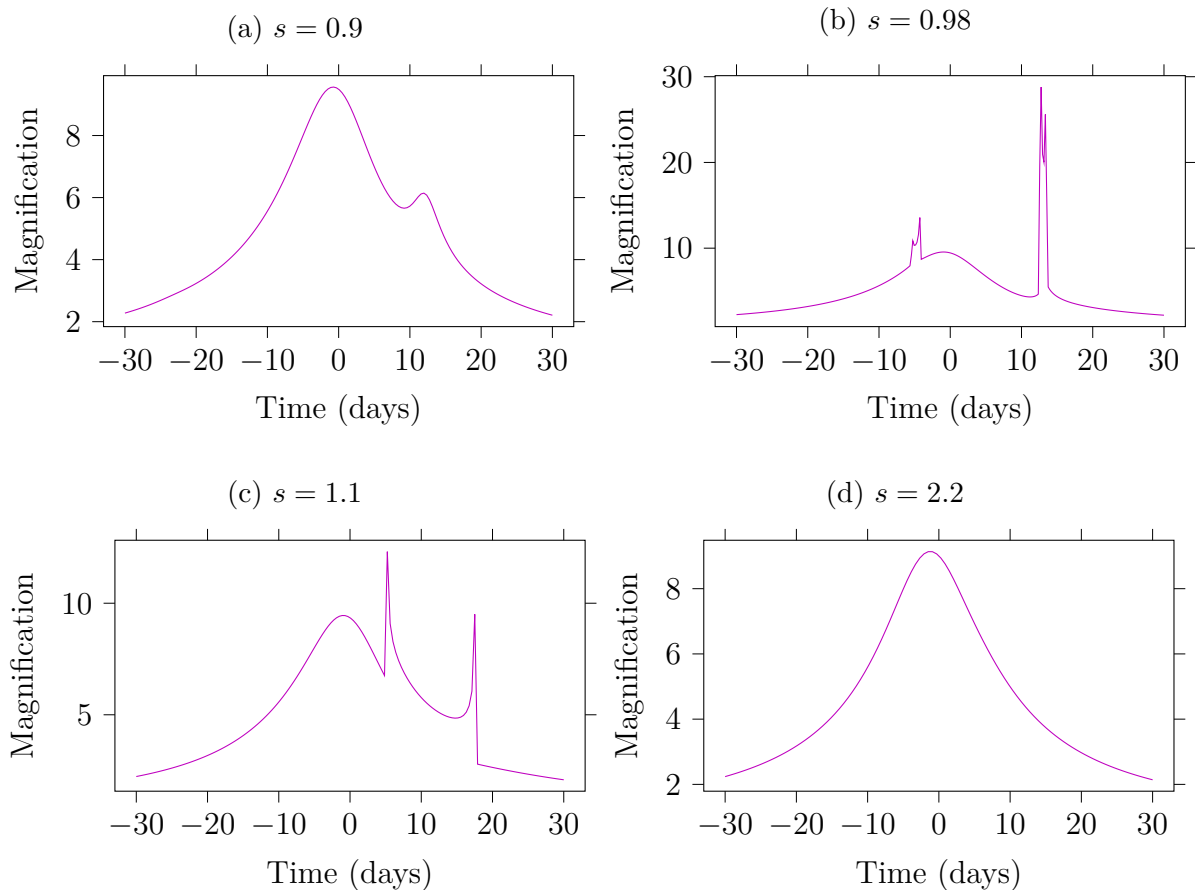 (a) s = 0.9
Magnification
8
6
4
2
−30 −20 −10 0 10 20 30
Time (days)
(b) s = 0.98
Magnification
30
20
10
−30 −20 −10 0 10 20 30
Time (days)
(c) s = 1.1
Magnification
10
5
−30 −20 −10 0 10 20 30
Time (days)
(d) s = 2.2
Magnification
8
6
4
2
−30 −20 −10 0 10 20 30
Time (days)